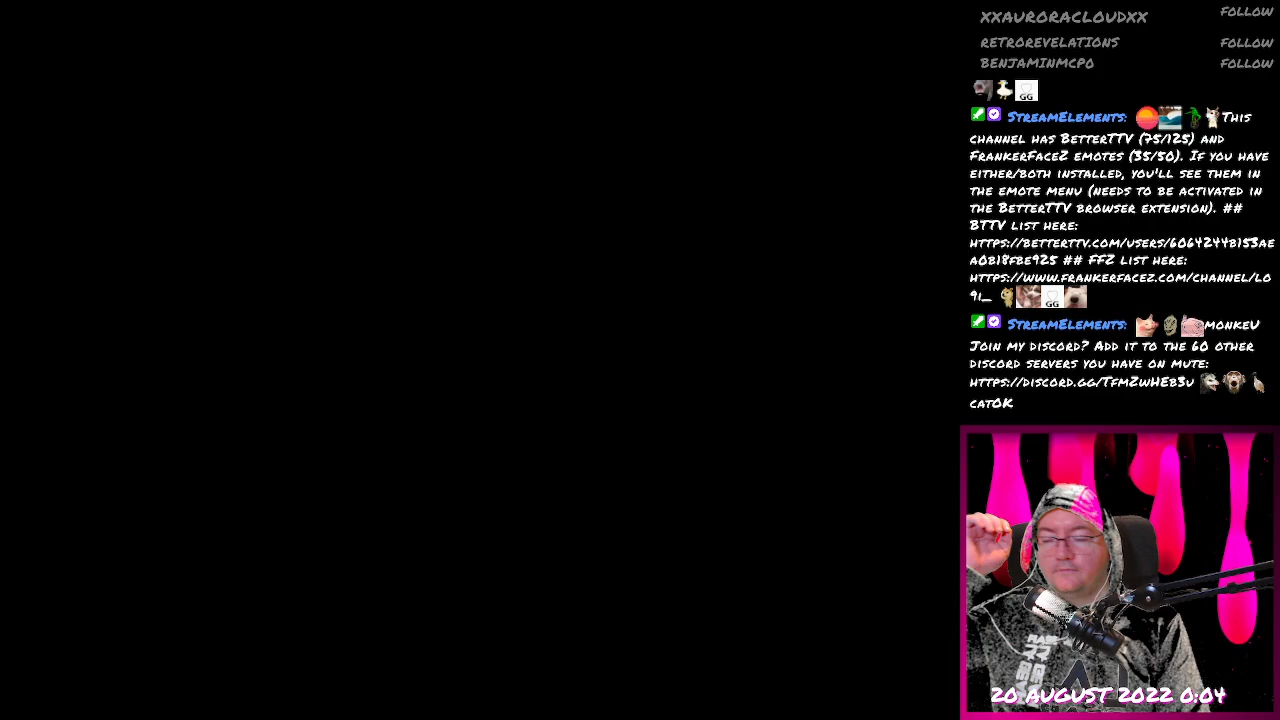 XXAURORACLOUDXX FOLLOW
RETROREVELATIONS FOLLOW
BENJAMINMCPO FOLLOW
GG
StreamElements: This
channel has BetterTTV (75/125) and
FrankerFaceZ emotes (35/50). If you have
either/both installed, you'll see them in
the emote menu (needs to be activated in
the BetterTTV browser extension). ##
BTTV list here:
https://betterttv.com/users/6064244b153ae
a0b18fbe925 ## FFZ list here:
https://www.frankerfacez.com/channel/lo
91_ GG
StreamElements: monkeU
Join my discord? Add it to the 60 other
discord servers you have on mute:
https://discord.gg/TfmZwHEb3u
catOK
20 AUGUST 2022 0:04